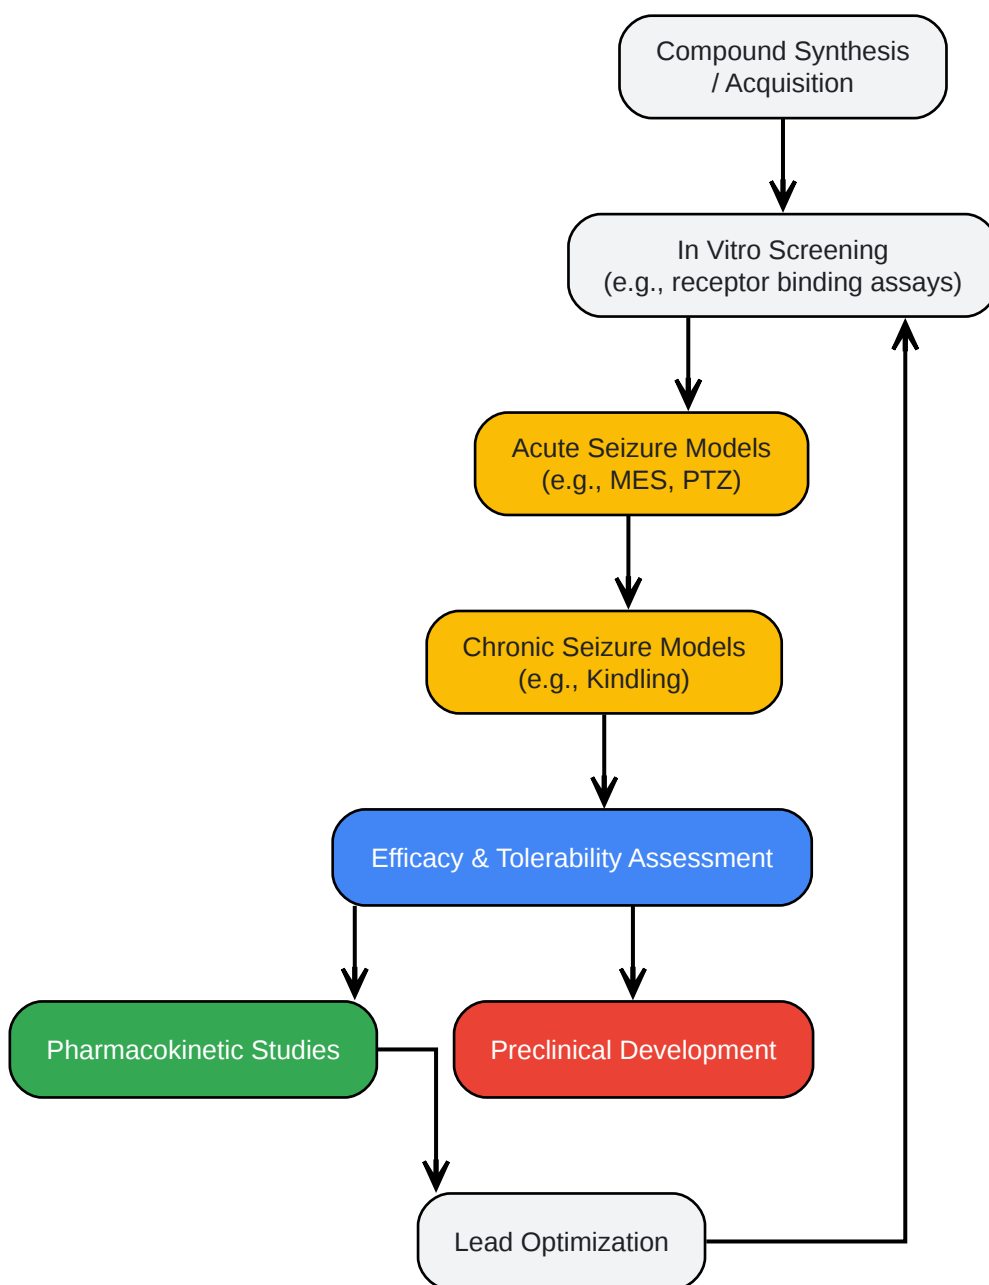 Compound Synthesis
/ Acquisition
In Vitro Screening
(e.g., receptor binding assays)
Acute Seizure Models
(e.g., MES, PTZ)
Chronic Seizure Models
(e.g., Kindling)
Efficacy & Tolerability Assessment
Pharmacokinetic Studies
Preclinical Development
Lead Optimization